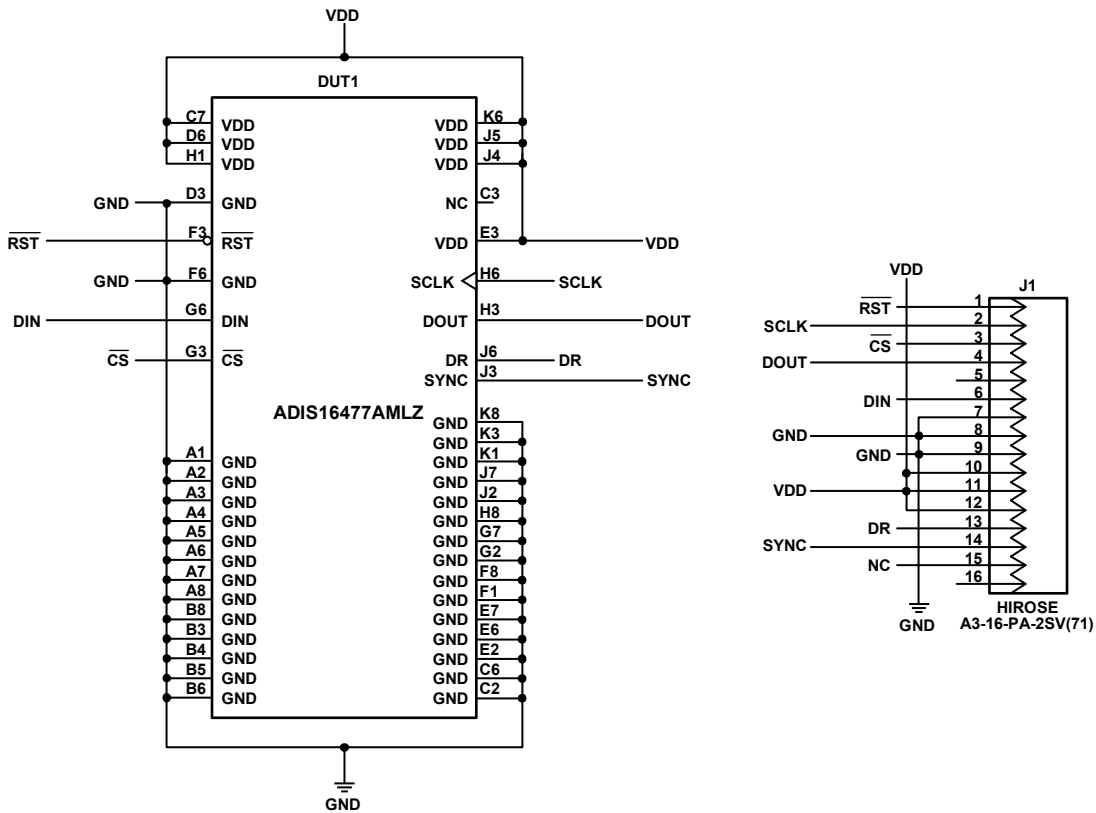 VDD
DUT1
C7 VDD
D6 VDD
H1 VDD
GND D3 GND
R̅S̅T̅ F3 R̅S̅T̅
GND F6 GND
DIN G6 DIN
C̅S̅ G3 C̅S̅
ADIS16477AMLZ
A1 GND
A2 GND
A3 GND
A4 GND
A5 GND
A6 GND
A7 GND
A8 GND
B8 GND
B3 GND
B4 GND
B5 GND
B6 GND
VDD K6
VDD J5
VDD J4
NC C3
VDD E3 VDD
SCLK H6 SCLK
DOUT H3 DOUT
DR J6 DR
SYNC J3 SYNC
GND K8
GND K3
GND K1
GND J7
GND J2
GND H8
GND G7
GND G2
GND F8
GND F1
GND E7
GND E6
GND E2
GND C6
GND C2
GND
VDD
J1
R̅S̅T̅ 1
SCLK 2
C̅S̅ 3
DOUT 4
5
DIN 6
7
GND 8
GND 9
10
VDD 11
12
DR 13
SYNC 14
NC 15
16
GND
HIROSE
A3-16-PA-2SV(71)